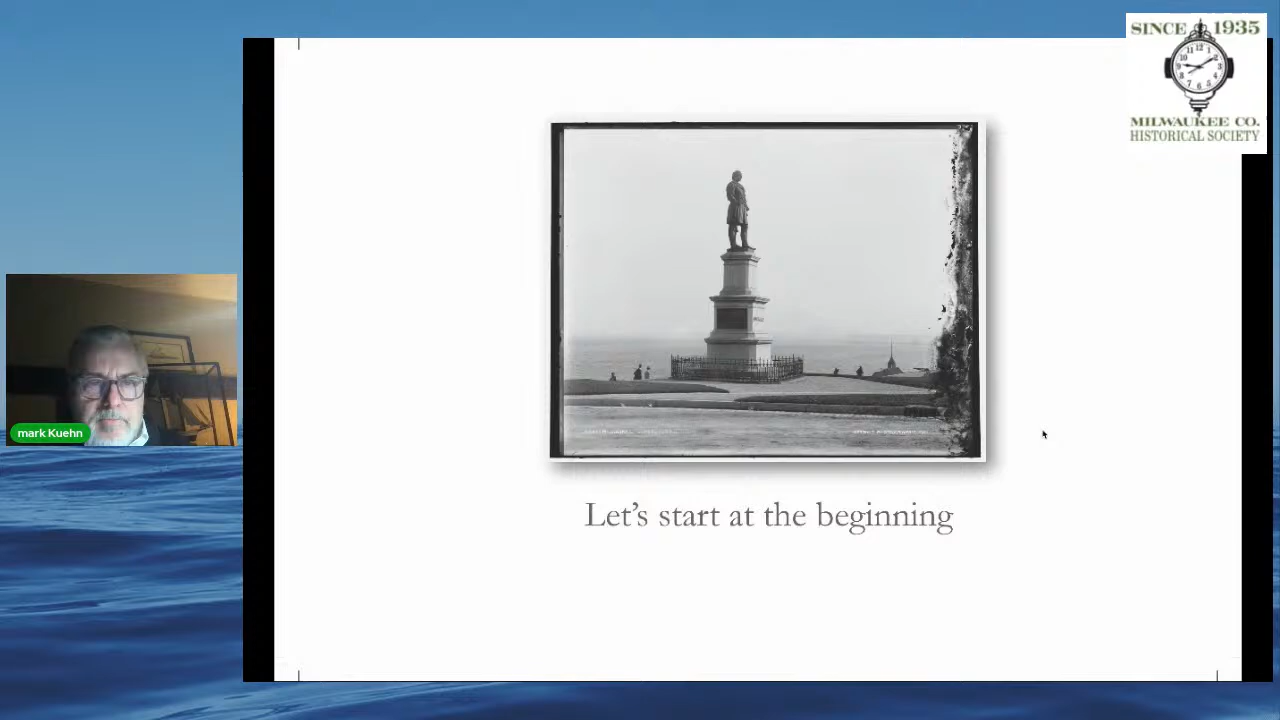 SINCE 1935
MILWAUKEE CO.
HISTORICAL SOCIETY
mark Kuehn
Let's start at the beginning